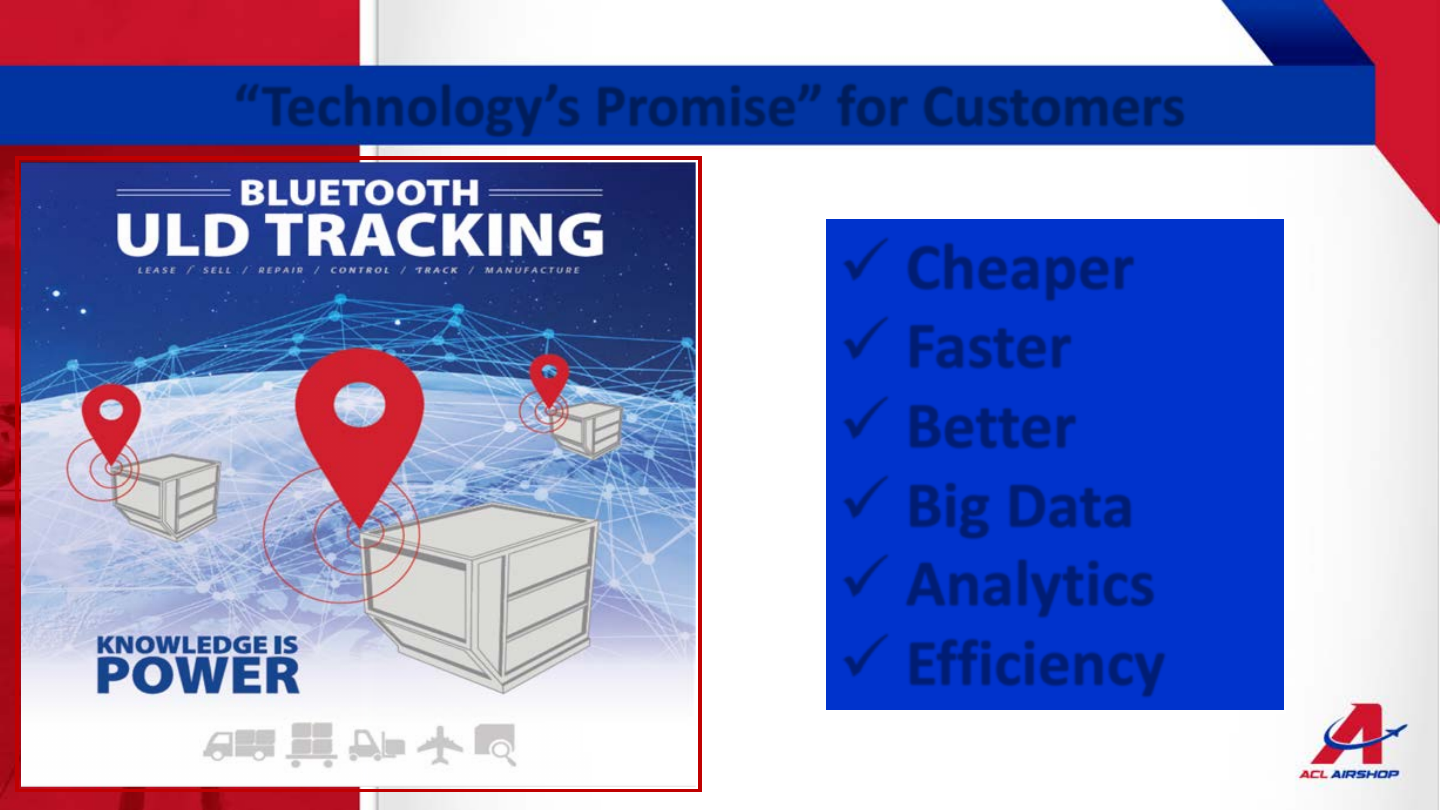 “Technology’s Promise” for Customers
BLUETOOTH
ULD TRACKING
LEASE / SELL / REPAIR / CONTROL / TRACK / MANUFACTURE
KNOWLEDGE IS
POWER
✓ Cheaper
✓ Faster
✓ Better
✓ Big Data
✓ Analytics
✓ Efficiency
ACL AIRSHOP